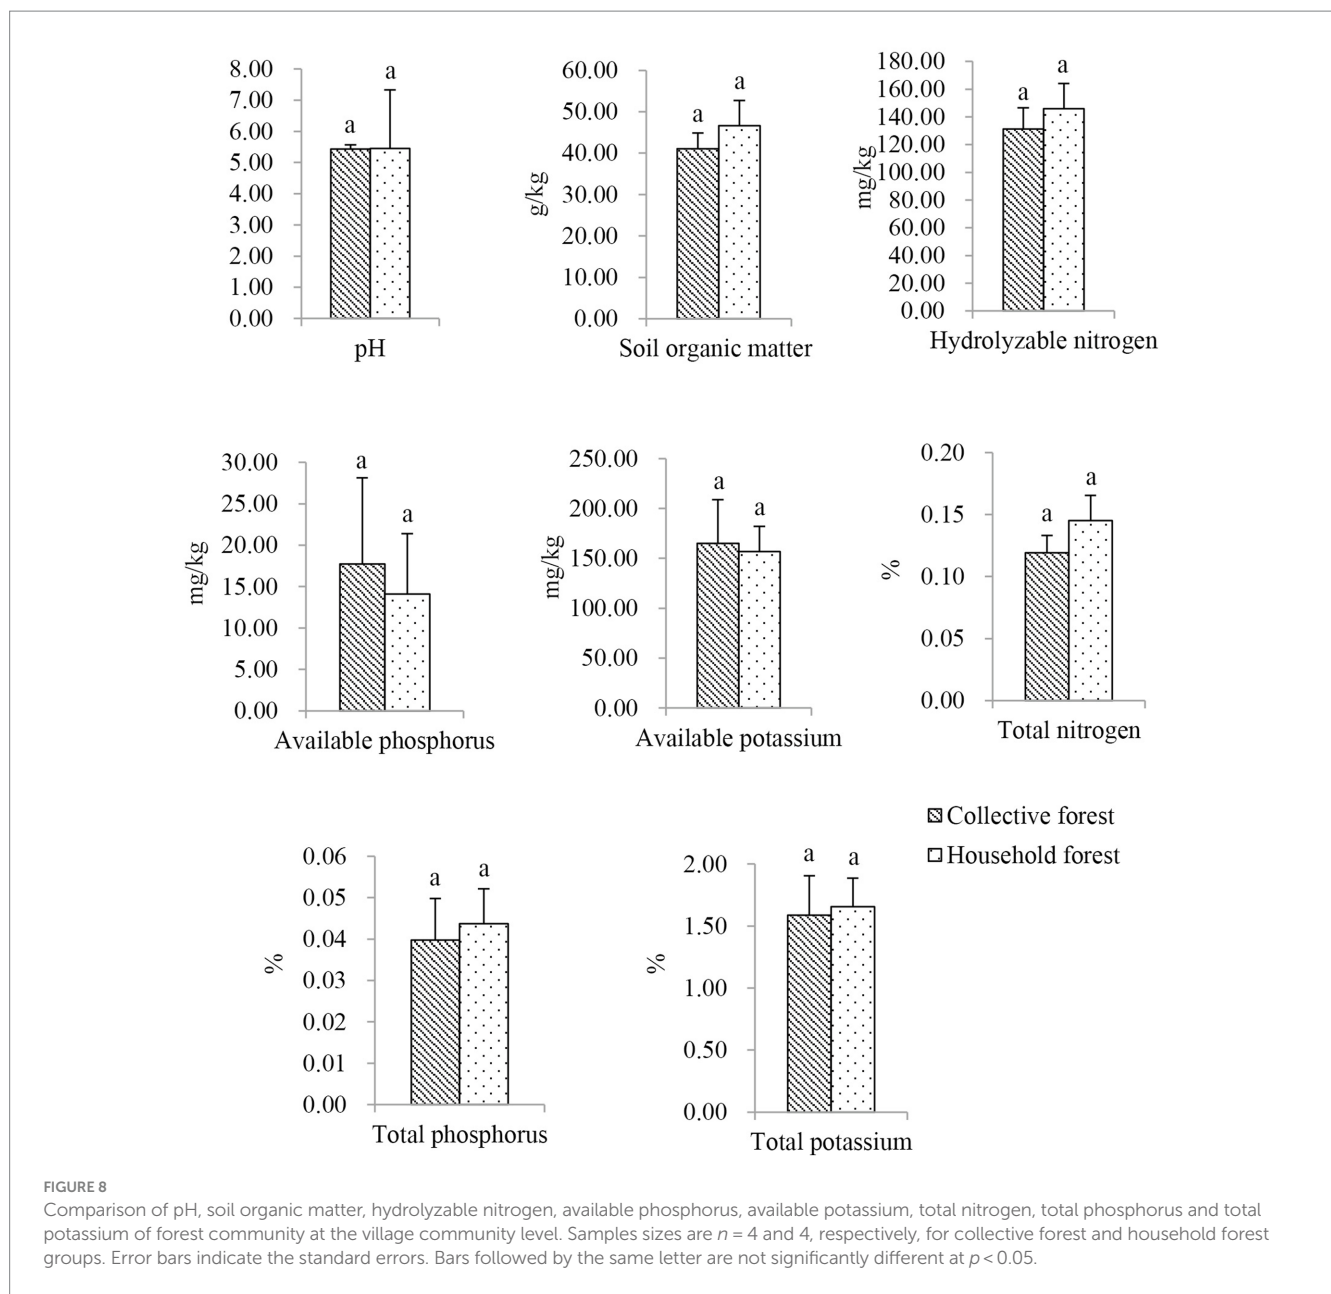 8.00
7.00
6.00
5.00
4.00
3.00
2.00
1.00
0.00
a
a
pH
60.00
50.00
40.00
30.00
20.00
10.00
0.00
g/kg
a
a
Soil organic matter
180.00
160.00
140.00
120.00
100.00
80.00
60.00
40.00
20.00
0.00
mg/kg
a
a
Hydrolyzable nitrogen
30.00
25.00
20.00
15.00
10.00
5.00
0.00
mg/kg
a
a
Available phosphorus
250.00
200.00
150.00
100.00
50.00
0.00
mg/kg
a
a
Available potassium
0.20
0.15
0.10
0.05
0.00
%
a
a
Total nitrogen
Collective forest
Household forest
0.06
0.05
0.04
0.03
0.02
0.01
0.00
%
a
a
Total phosphorus
2.00
1.50
1.00
0.50
0.00
%
a
a
Total potassium
FIGURE 8
Comparison of pH, soil organic matter, hydrolyzable nitrogen, available phosphorus, available potassium, total nitrogen, total phosphorus and total
potassium of forest community at the village community level. Samples sizes are n = 4 and 4, respectively, for collective forest and household forest
groups. Error bars indicate the standard errors. Bars followed by the same letter are not significantly different at p < 0.05.